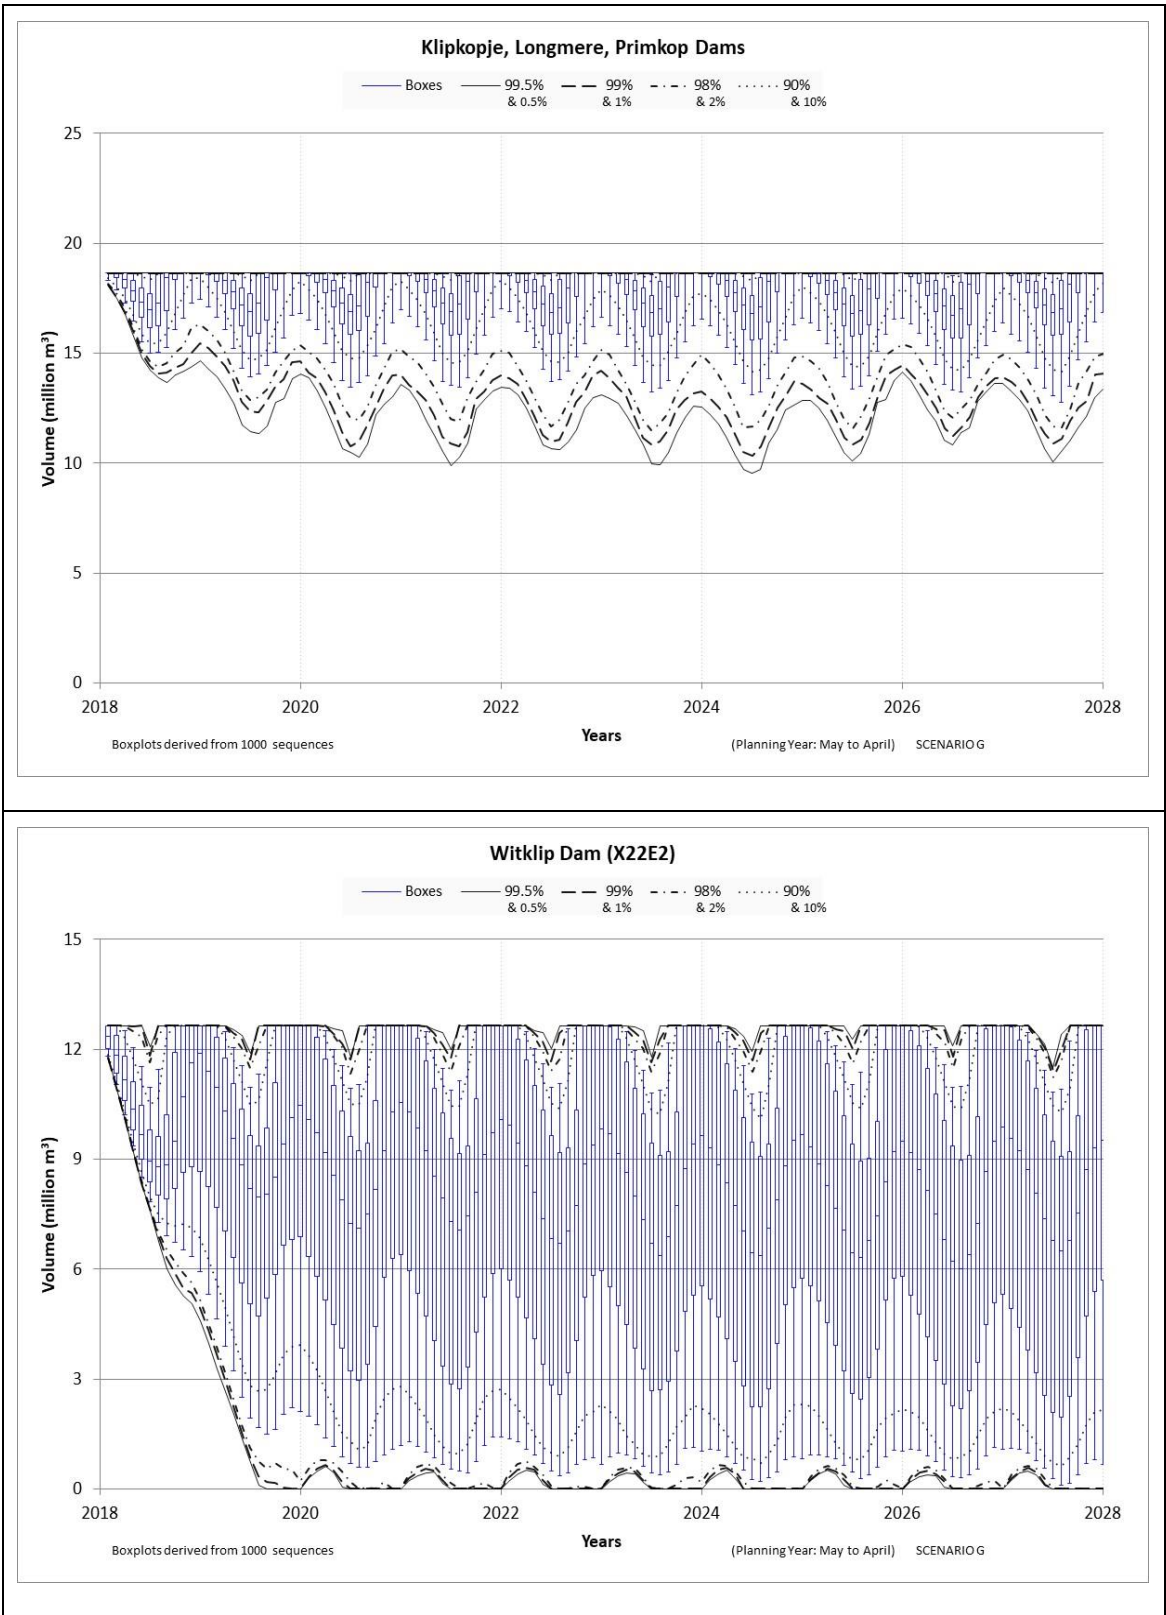 Klipkopje, Longmere, Primkop Dams
Boxes 99.5% 99% 98% 90%
& 0.5% & 1% & 2% & 10%
25
20
15
10
5
0
Volume (million m³)
2018 2020 2022 2024 2026 2028
Years
Boxplots derived from 1000 sequences (Planning Year: May to April) SCENARIO G
Witklip Dam (X22E2)
Boxes 99.5% 99% 98% 90%
& 0.5% & 1% & 2% & 10%
15
12
9
6
3
0
Volume (million m³)
2018 2020 2022 2024 2026 2028
Years
Boxplots derived from 1000 sequences (Planning Year: May to April) SCENARIO G